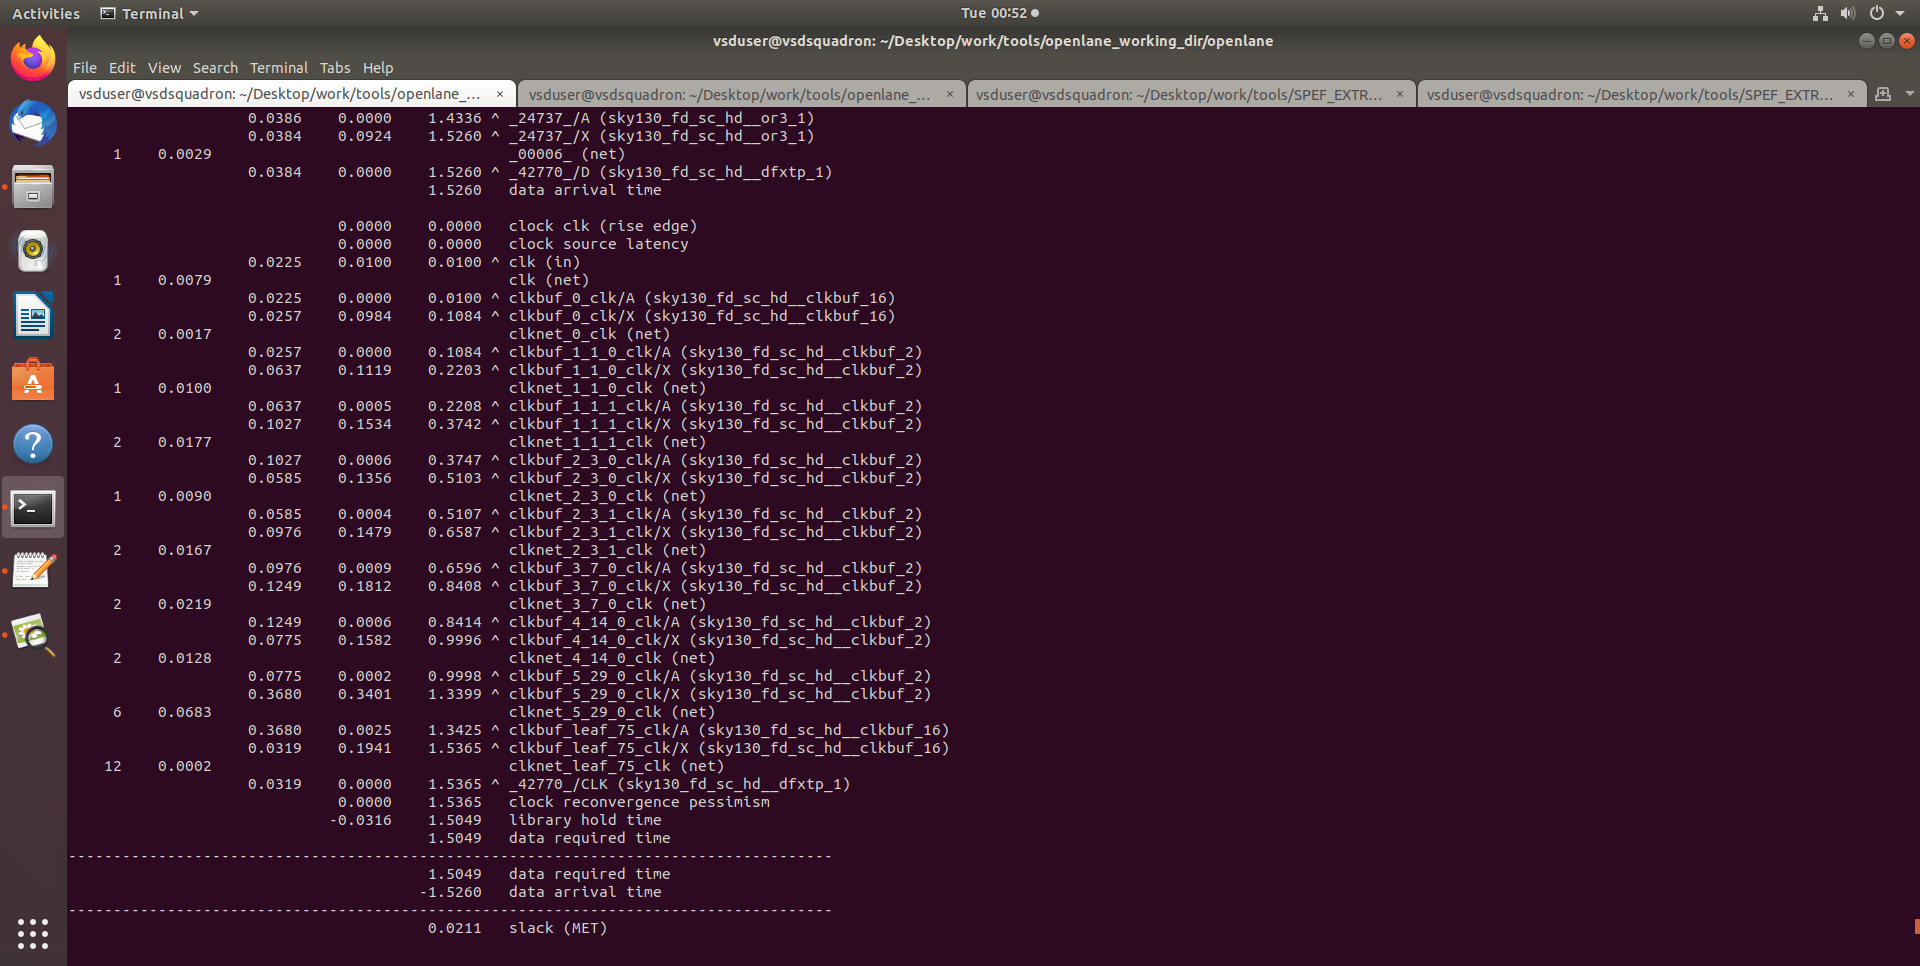 Activities Terminal Tue 00:52
vsduser@vsdsquadron: ~/Desktop/work/tools/openlane_working_dir/openlane
File Edit View Search Terminal Tabs Help
vsduser@vsdsquadron: ~/Desktop/work/tools/openlane_... × vsduser@vsdsquadron: ~/Desktop/work/tools/openlane_... × vsduser@vsdsquadron: ~/Desktop/work/tools/SPEF_EXTR... × vsduser@vsdsquadron: ~/Desktop/work/tools/SPEF_EXTR... ×
0.0386 0.0000 1.4336 ^ _24737_/A (sky130_fd_sc_hd__or3_1)
0.0384 0.0924 1.5260 ^ _24737_/X (sky130_fd_sc_hd__or3_1)
1 0.0029 _00006_ (net)
0.0384 0.0000 1.5260 ^ _42770_/D (sky130_fd_sc_hd__dfxtp_1)
1.5260 data arrival time
0.0000 0.0000 clock clk (rise edge)
0.0000 0.0000 clock source latency
0.0225 0.0100 0.0100 ^ clk (in)
1 0.0079 clk (net)
0.0225 0.0000 0.0100 ^ clkbuf_0_clk/A (sky130_fd_sc_hd__clkbuf_16)
0.0257 0.0984 0.1084 ^ clkbuf_0_clk/X (sky130_fd_sc_hd__clkbuf_16)
2 0.0017 clknet_0_clk (net)
0.0257 0.0000 0.1084 ^ clkbuf_1_1_0_clk/A (sky130_fd_sc_hd__clkbuf_2)
0.0637 0.1119 0.2203 ^ clkbuf_1_1_0_clk/X (sky130_fd_sc_hd__clkbuf_2)
1 0.0100 clknet_1_1_0_clk (net)
0.0637 0.0005 0.2208 ^ clkbuf_1_1_1_clk/A (sky130_fd_sc_hd__clkbuf_2)
0.1027 0.1534 0.3742 ^ clkbuf_1_1_1_clk/X (sky130_fd_sc_hd__clkbuf_2)
2 0.0177 clknet_1_1_1_clk (net)
0.1027 0.0006 0.3747 ^ clkbuf_2_3_0_clk/A (sky130_fd_sc_hd__clkbuf_2)
0.0585 0.1356 0.5103 ^ clkbuf_2_3_0_clk/X (sky130_fd_sc_hd__clkbuf_2)
1 0.0090 clknet_2_3_0_clk (net)
0.0585 0.0004 0.5107 ^ clkbuf_2_3_1_clk/A (sky130_fd_sc_hd__clkbuf_2)
0.0976 0.1479 0.6587 ^ clkbuf_2_3_1_clk/X (sky130_fd_sc_hd__clkbuf_2)
2 0.0167 clknet_2_3_1_clk (net)
0.0976 0.0009 0.6596 ^ clkbuf_3_7_0_clk/A (sky130_fd_sc_hd__clkbuf_2)
0.1249 0.1812 0.8408 ^ clkbuf_3_7_0_clk/X (sky130_fd_sc_hd__clkbuf_2)
2 0.0219 clknet_3_7_0_clk (net)
0.1249 0.0006 0.8414 ^ clkbuf_4_14_0_clk/A (sky130_fd_sc_hd__clkbuf_2)
0.0775 0.1582 0.9996 ^ clkbuf_4_14_0_clk/X (sky130_fd_sc_hd__clkbuf_2)
2 0.0128 clknet_4_14_0_clk (net)
0.0775 0.0002 0.9998 ^ clkbuf_5_29_0_clk/A (sky130_fd_sc_hd__clkbuf_2)
0.3680 0.3401 1.3399 ^ clkbuf_5_29_0_clk/X (sky130_fd_sc_hd__clkbuf_2)
6 0.0683 clknet_5_29_0_clk (net)
0.3680 0.0025 1.3425 ^ clkbuf_leaf_75_clk/A (sky130_fd_sc_hd__clkbuf_16)
0.0319 0.1941 1.5365 ^ clkbuf_leaf_75_clk/X (sky130_fd_sc_hd__clkbuf_16)
12 0.0002 clknet_leaf_75_clk (net)
0.0319 0.0000 1.5365 ^ _42770_/CLK (sky130_fd_sc_hd__dfxtp_1)
0.0000 1.5365 clock reconvergence pessimism
-0.0316 1.5049 library hold time
1.5049 data required time
-------------------------------------------------------------------------------------
1.5049 data required time
-1.5260 data arrival time
-------------------------------------------------------------------------------------
0.0211 slack (MET)